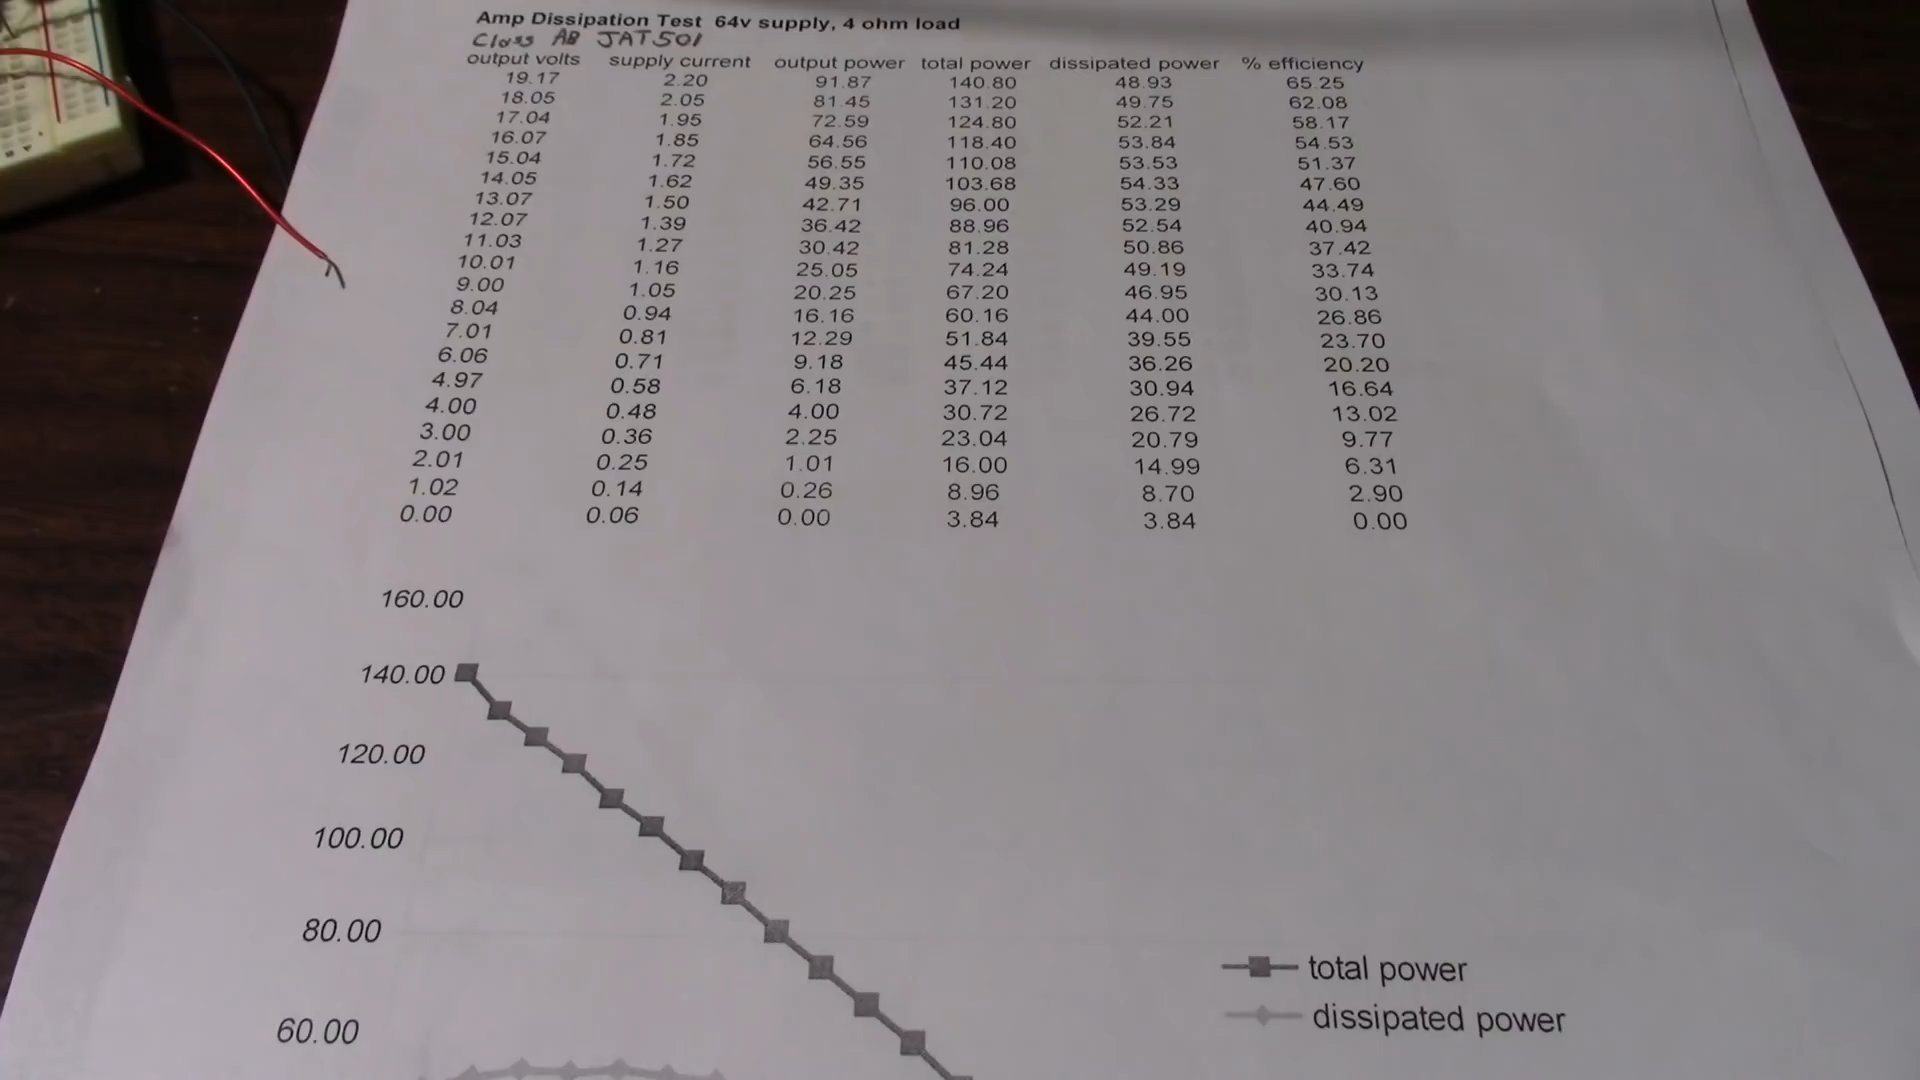 Amp Dissipation Test 64v supply, 4 ohm load
Class AB JAT501
output volts supply current output power total power dissipated power % efficiency
19.17 2.20 91.87 140.80 48.93 65.25
18.05 2.05 81.45 131.20 49.75 62.08
17.04 1.95 72.59 124.80 52.21 58.17
16.07 1.85 64.56 118.40 53.84 54.53
15.04 1.72 56.55 110.08 53.53 51.37
14.05 1.62 49.35 103.68 54.33 47.60
13.07 1.50 42.71 96.00 53.29 44.49
12.07 1.39 36.42 88.96 52.54 40.94
11.03 1.27 30.42 81.28 50.86 37.42
10.01 1.16 25.05 74.24 49.19 33.74
9.00 1.05 20.25 67.20 46.95 30.13
8.04 0.94 16.16 60.16 44.00 26.86
7.01 0.81 12.29 51.84 39.55 23.70
6.06 0.71 9.18 45.44 36.26 20.20
4.97 0.58 6.18 37.12 30.94 16.64
4.00 0.48 4.00 30.72 26.72 13.02
3.00 0.36 2.25 23.04 20.79 9.77
2.01 0.25 1.01 16.00 14.99 6.31
1.02 0.14 0.26 8.96 8.70 2.90
0.00 0.06 0.00 3.84 3.84 0.00
160.00
140.00
120.00
100.00
80.00
60.00
total power
dissipated power